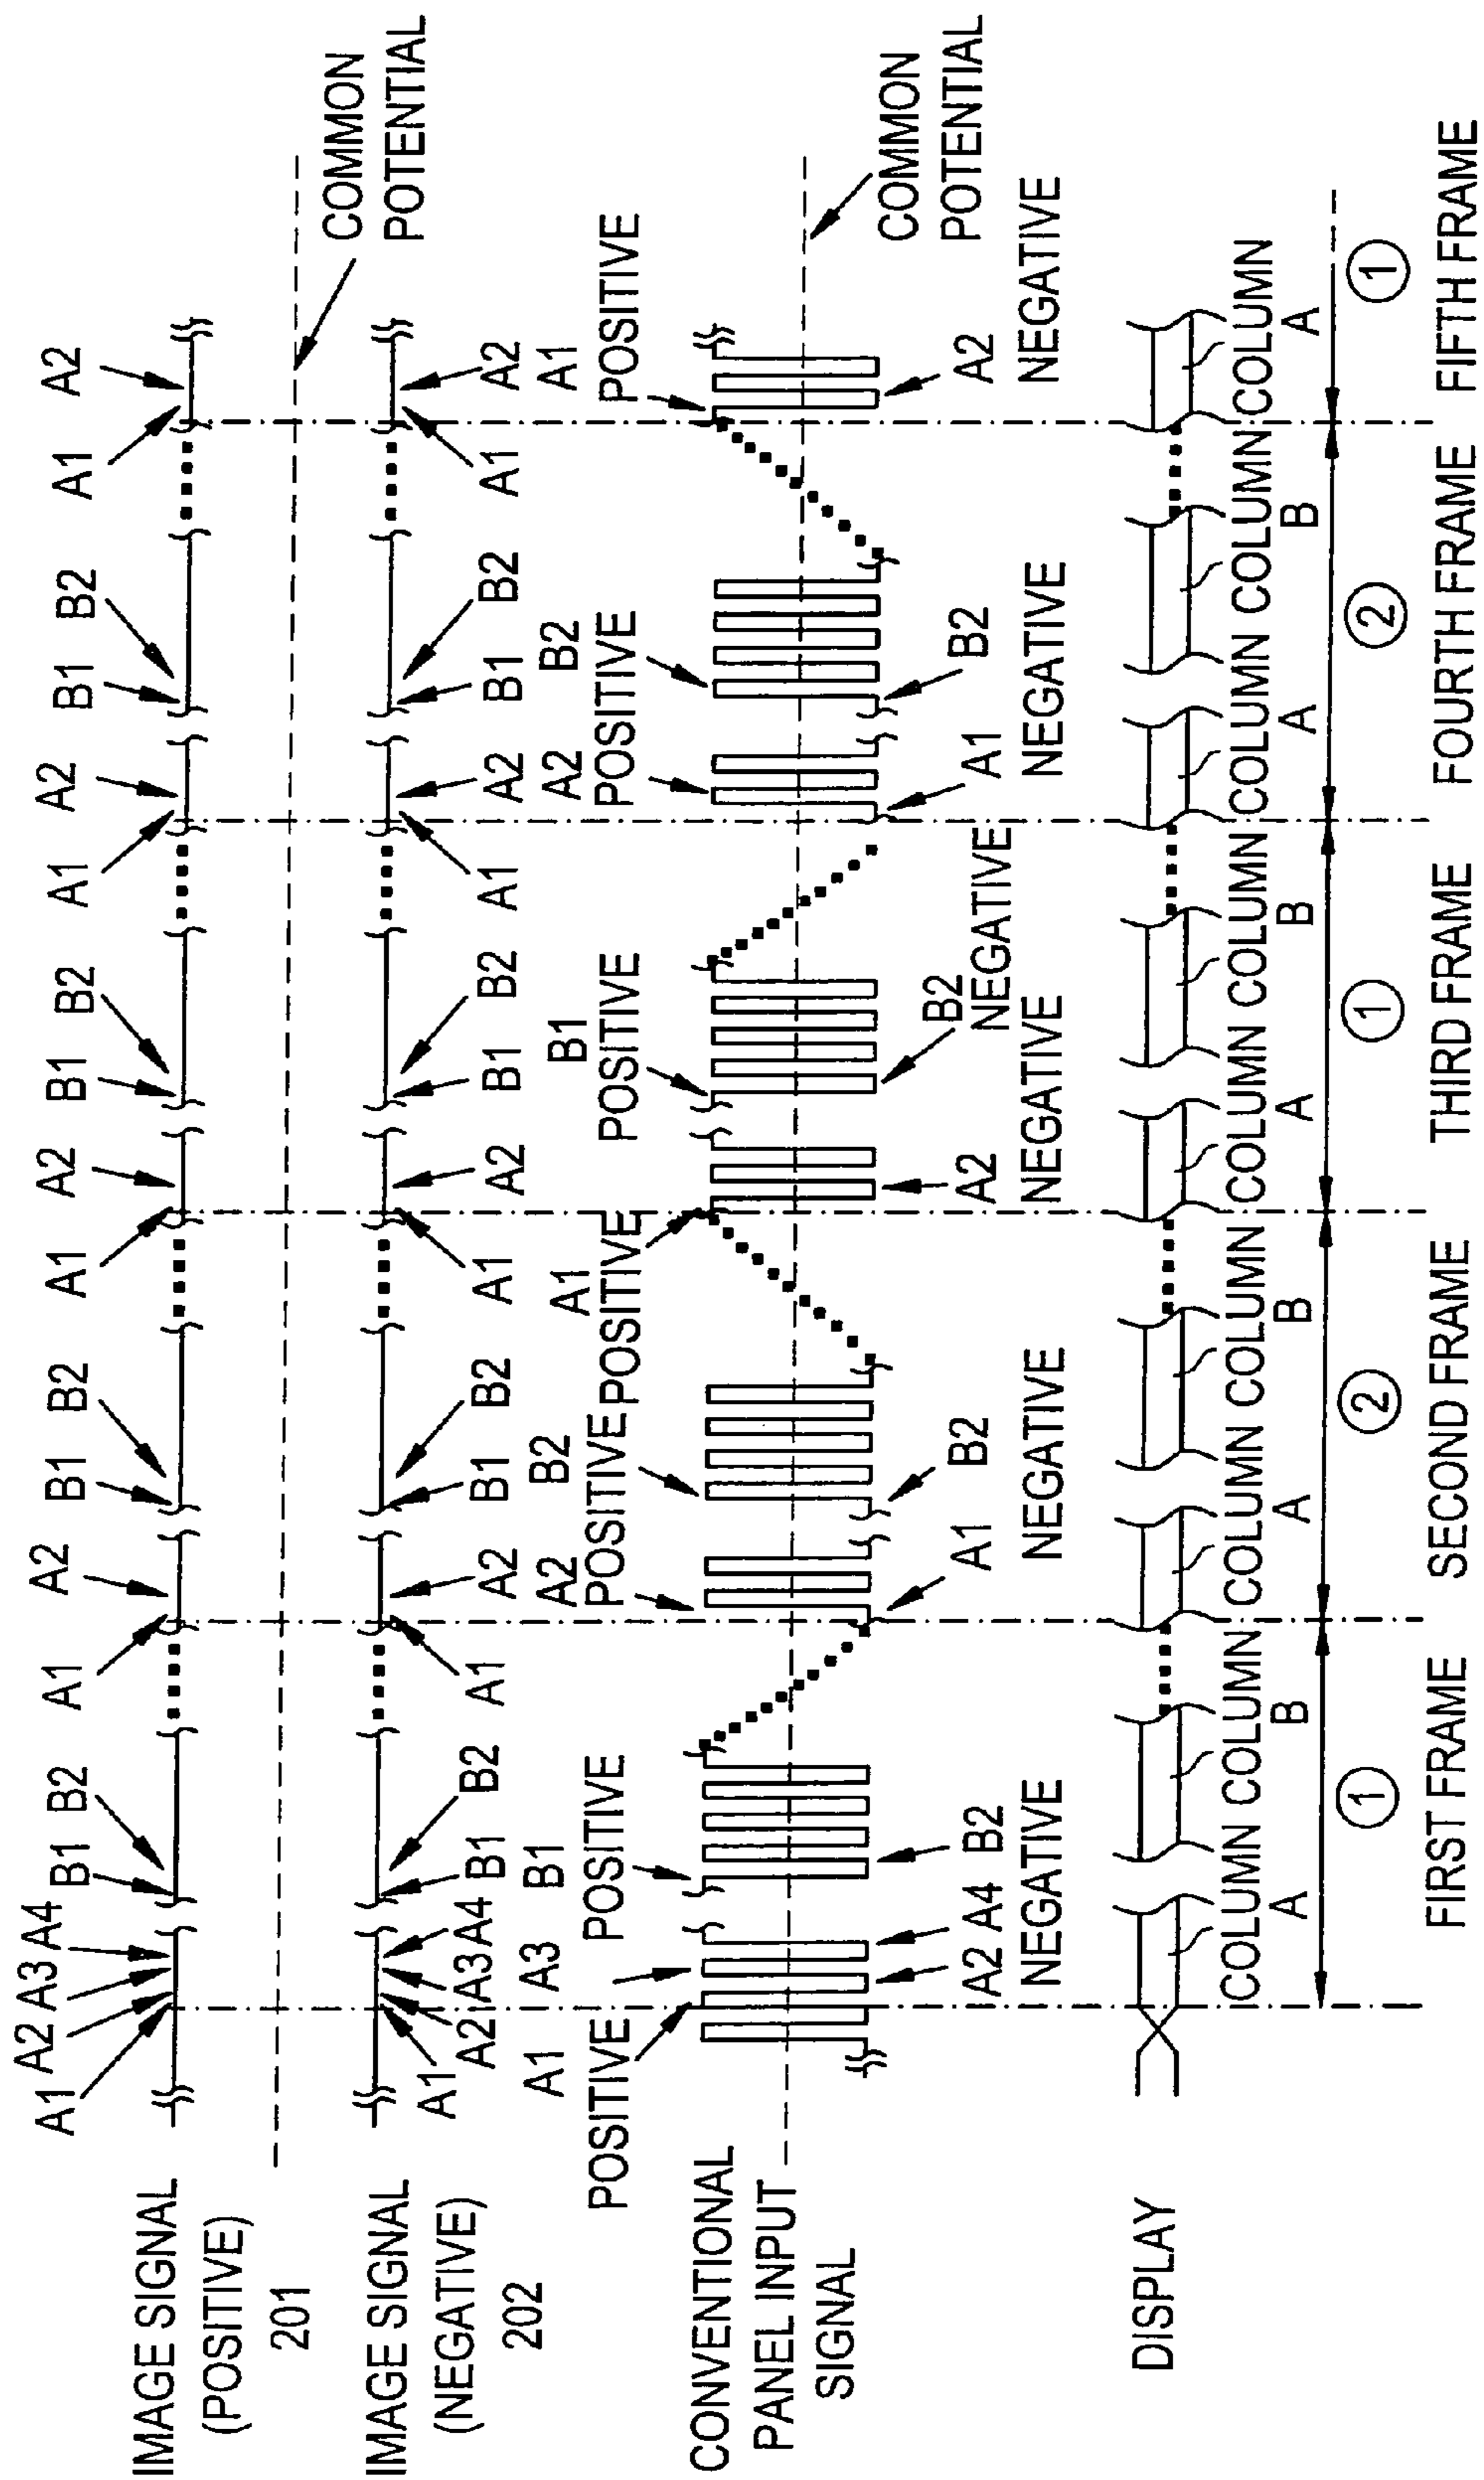 A1 A2 A3 A4 B1 B2 A1 A2 B1 B2 A1 A2 B1 B2 A1 A2 B1 B2 A1 A2
IMAGE SIGNAL
(POSITIVE)
201
COMMON
POTENTIAL
IMAGE SIGNAL
(NEGATIVE)
202
A1 A2 A3 A4 B1 B2 A1 A2 B1 B2 A1 A2 B1 B2 A1 A2 B1 B2 A1 A2
A1 A3 B1 A2 B2 A1 B1 A2 B2 A1
POSITIVE POSITIVE POSITIVE POSITIVE POSITIVE POSITIVE POSITIVE POSITIVE
CONVENTIONAL
PANEL INPUT
SIGNAL
COMMON
POTENTIAL
A2 A4 B2 A1 B2 A2 B2 A1 B2 A2
NEGATIVE NEGATIVE NEGATIVE NEGATIVE NEGATIVE NEGATIVE
DISPLAY
COLUMN COLUMN COLUMN COLUMN COLUMN COLUMN COLUMN COLUMN COLUMN
A B A B A B A B A
1 2 1 2 1
FIRST FRAME SECOND FRAME THIRD FRAME FOURTH FRAME FIFTH FRAME